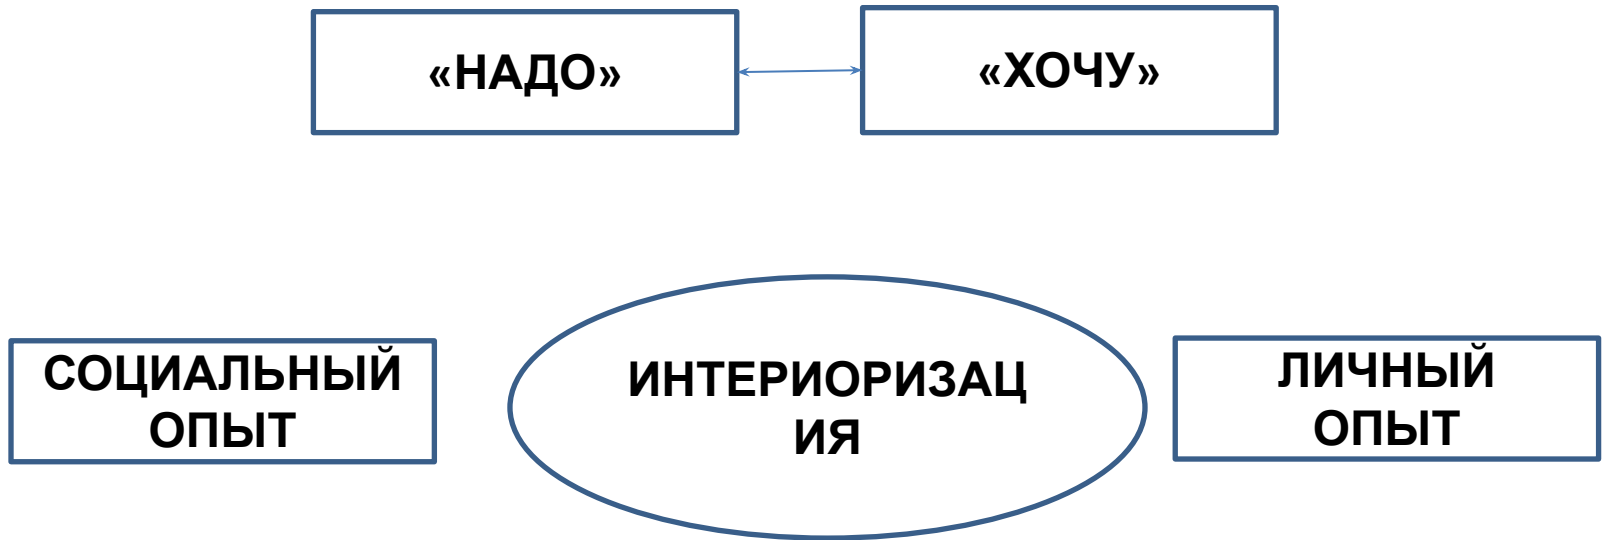 «НАДО»
«ХОЧУ»
СОЦИАЛЬНЫЙ
ОПЫТ
ИНТЕРИОРИЗАЦ
ИЯ
ЛИЧНЫЙ
ОПЫТ